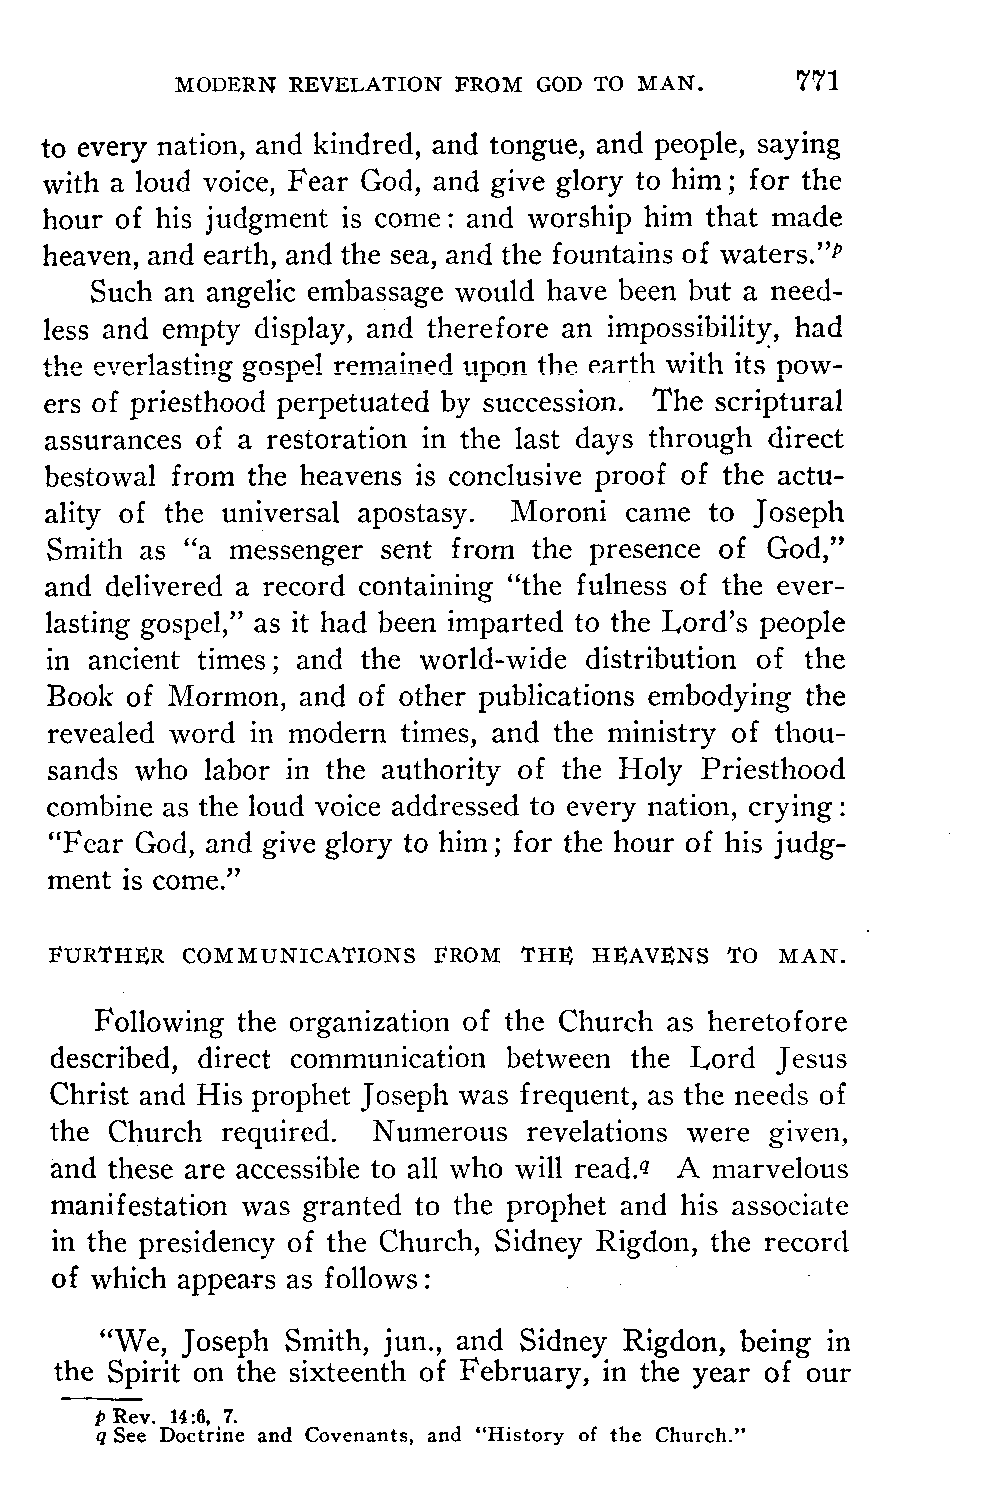 MODERN REVELATION FROM GOD TO MAN. 771
to every nation, and kindred, and tongue, and people, saying
with a loud voice, Fear God, and give glory to him; for the
hour of his judgment is come: and worship him that made
heaven, and earth, and the sea, and the fountains of waters."p
Such an angelic embassage would have been but a need-
less and empty display, and therefore an impossibility, had
the everlasting gospel remained upon the earth with its pow-
ers of priesthood perpetuated by succession. The scriptural
assurances of a restoration in the last days through direct
bestowal from the heavens is conclusive proof of the actu-
ality of the universal apostasy. Moroni came to Joseph
Smith as "a messenger sent from the presence of God,"
and delivered a record containing "the fulness of the ever-
lasting gospel," as it had been imparted to the Lord's people
in ancient times; and the world-wide distribution of the
Book of Mormon, and of other publications embodying the
revealed word in modern times, and the ministry of thou-
sands who labor in the authority of the Holy Priesthood
combine as the loud voice addressed to every nation, crying:
"Fear God, and give glory to him; for the hour of his judg-
ment is come."
FURTHER COMMUNICATIONS FROM THE HEAVENS TO MAN.
Following the organization of the Church as heretofore
described, direct communication between the Lord Jesus
Christ and His prophet Joseph was frequent, as the needs of
the Church required. Numerous revelations were given,
and these are accessible to all who will read.q A marvelous
manifestation was granted to the prophet and his associate
in the presidency of the Church, Sidney Rigdon, the record
of which appears as follows:
"We, Joseph Smith, jun., and Sidney Rigdon, being in
the Spirit on the sixteenth of February, in the year of our
p Rev. 14:6, 7.
q See Doctrine and Covenants, and "History of the Church."